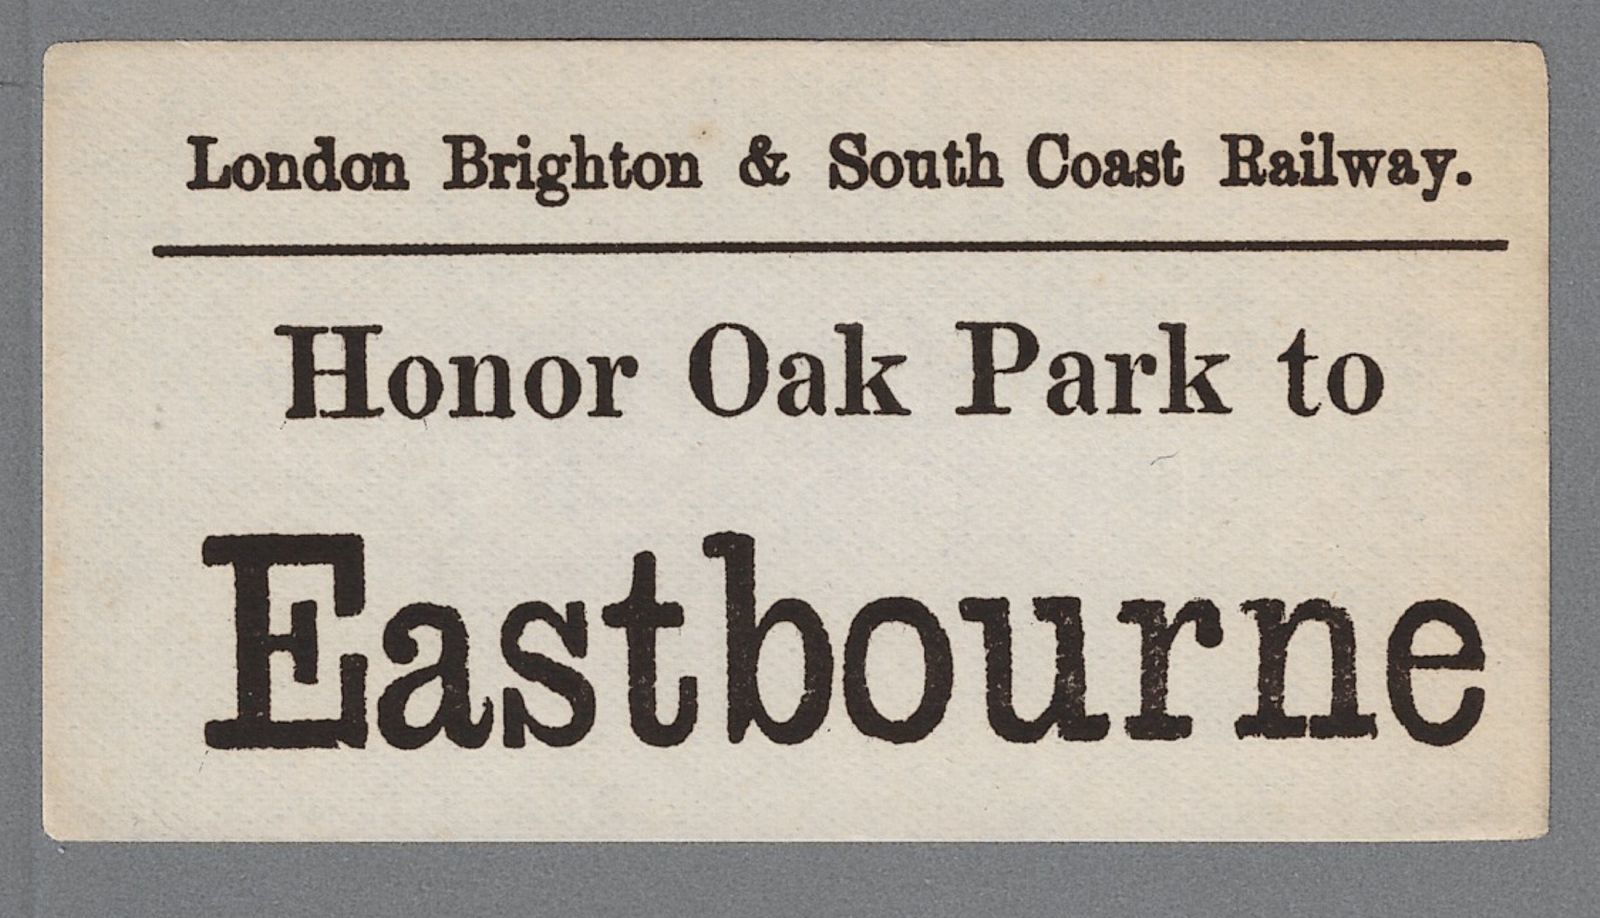 London Brighton & South Coast Railway.
Honor Oak Park to
Eastbourne